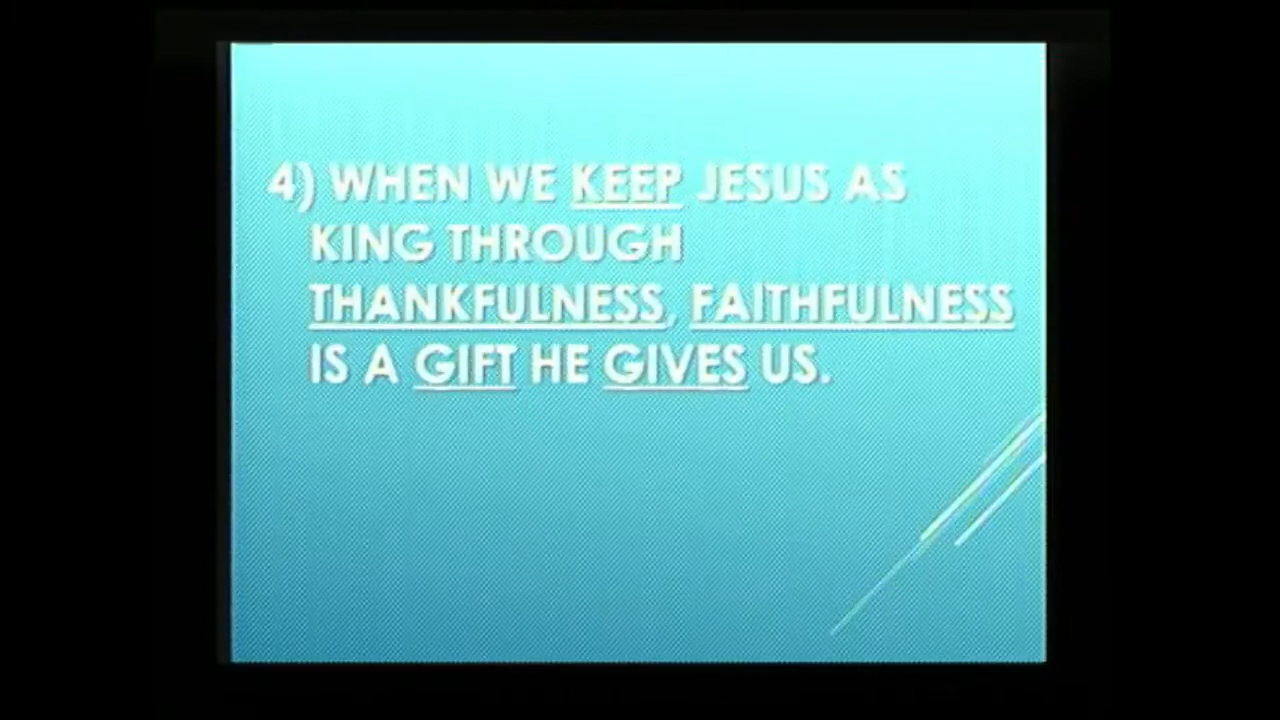 4) WHEN WE KEEP JESUS AS
KING THROUGH
THANKFULNESS, FAITHFULNESS
IS A GIFT HE GIVES US.